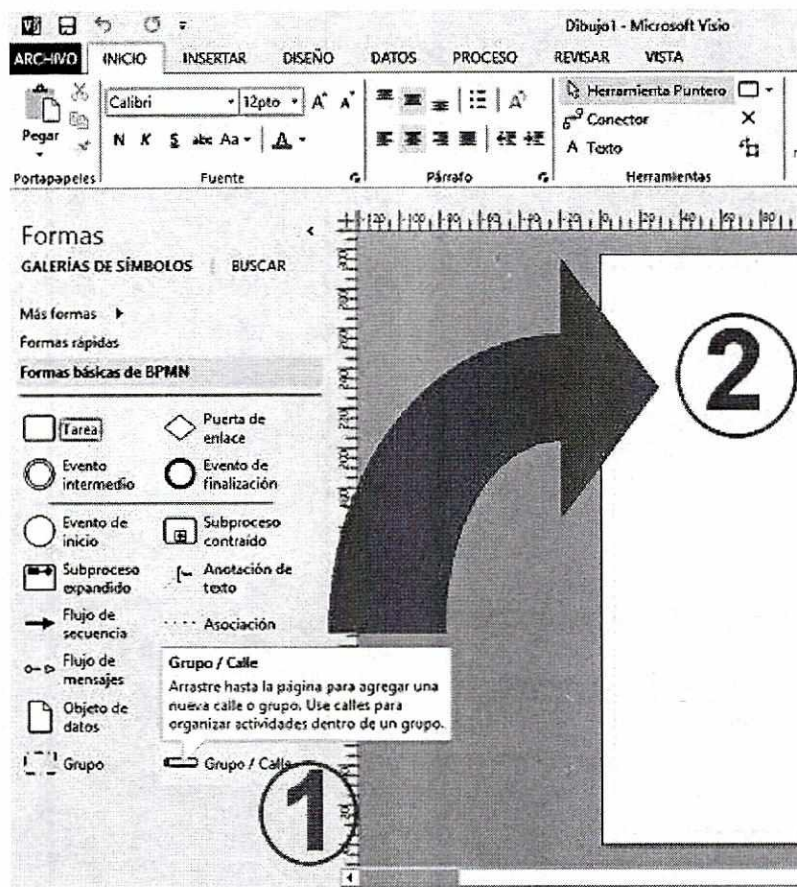 Dibujo1 - Microsoft Visio
ARCHIVO INICIO INSERTAR DISEÑO DATOS PROCESO REVISAR VISTA
Calibri 12pto A A
Herramienta Puntero
Pegar
Conector
N K S abc Aa A
A Texto
Portapapeles Fuente Párrafo Herramientas
Formas
GALERÍAS DE SÍMBOLOS BUSCAR
Más formas
Formas rápidas
Formas básicas de BPMN
Tarea
Puerta de
enlace
Evento
intermedio
Evento de
finalización
Evento de
inicio
Subproceso
contraído
Subproceso
expandido
Anotación de
texto
Flujo de
secuencia
Asociación
Flujo de
mensajes
Grupo / Calle
Arrastre hasta la página para agregar una
nueva calle o grupo. Use calles para
organizar actividades dentro de un grupo.
Objeto de
datos
Grupo
Grupo / Calle
1
2